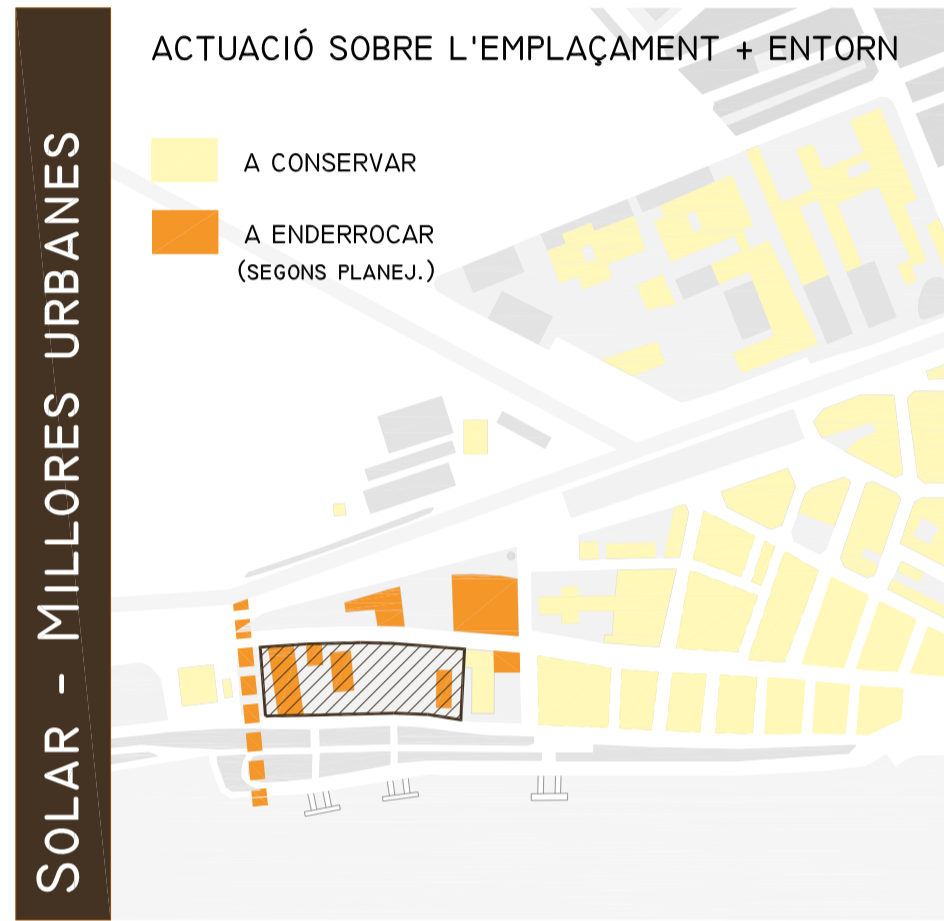 ACTUACIÓ SOBRE L'EMPLAÇAMENT + ENTORN
A CONSERVAR
A ENDERROCAR
(SEGONS PLANEJ.)
SOLAR - MILLORES URBANES